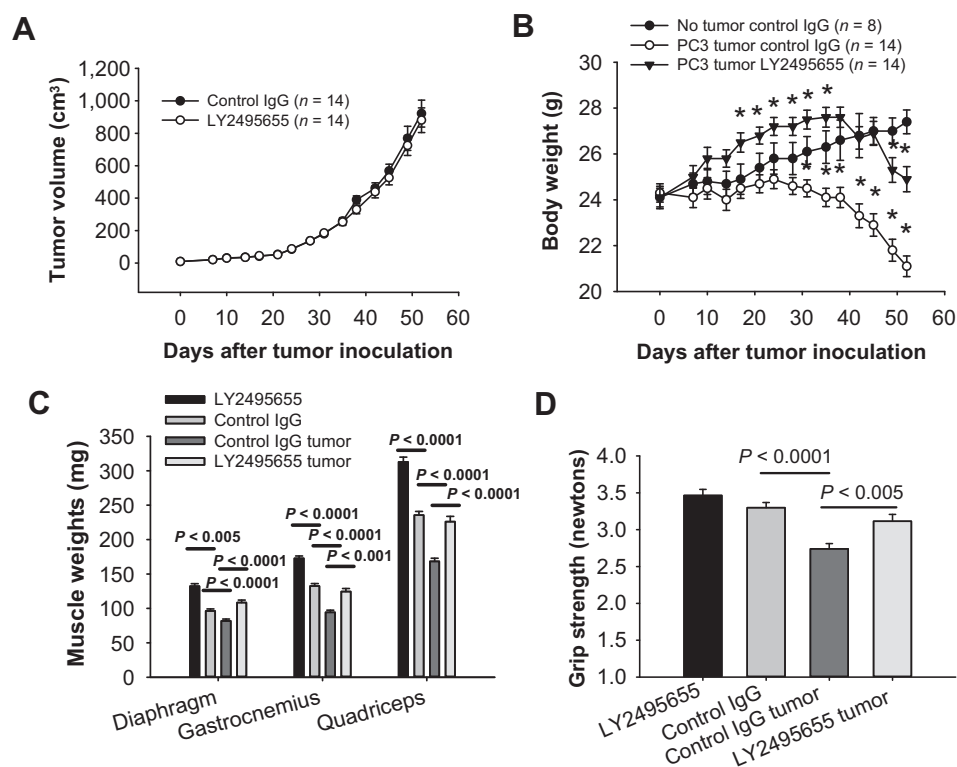 A
1,200
1,000
800
600
400
200
0
Tumor volume (cm³)
Control IgG (n = 14)
LY2495655 (n = 14)
0 10 20 30 40 50 60
Days after tumor inoculation
B
No tumor control IgG (n = 8)
PC3 tumor control IgG (n = 14)
PC3 tumor LY2495655 (n = 14)
30
28
26
24
22
20
Body weight (g)
* * * * * *
* * *
* *
* *
* *
0 10 20 30 40 50 60
Days after tumor inoculation
C
LY2495655
Control IgG
Control IgG tumor
LY2495655 tumor
350
300
250
200
150
100
50
0
Muscle weights (mg)
P < 0.005
P < 0.0001
P < 0.0001
P < 0.0001
P < 0.0001
P < 0.001
P < 0.0001
P < 0.0001
P < 0.0001
Diaphragm
Gastrocnemius
Quadriceps
D
4.0
3.5
3.0
2.5
2.0
1.5
1.0
Grip strength (newtons)
P < 0.0001
P < 0.005
LY2495655
Control IgG
Control IgG tumor
LY2495655 tumor